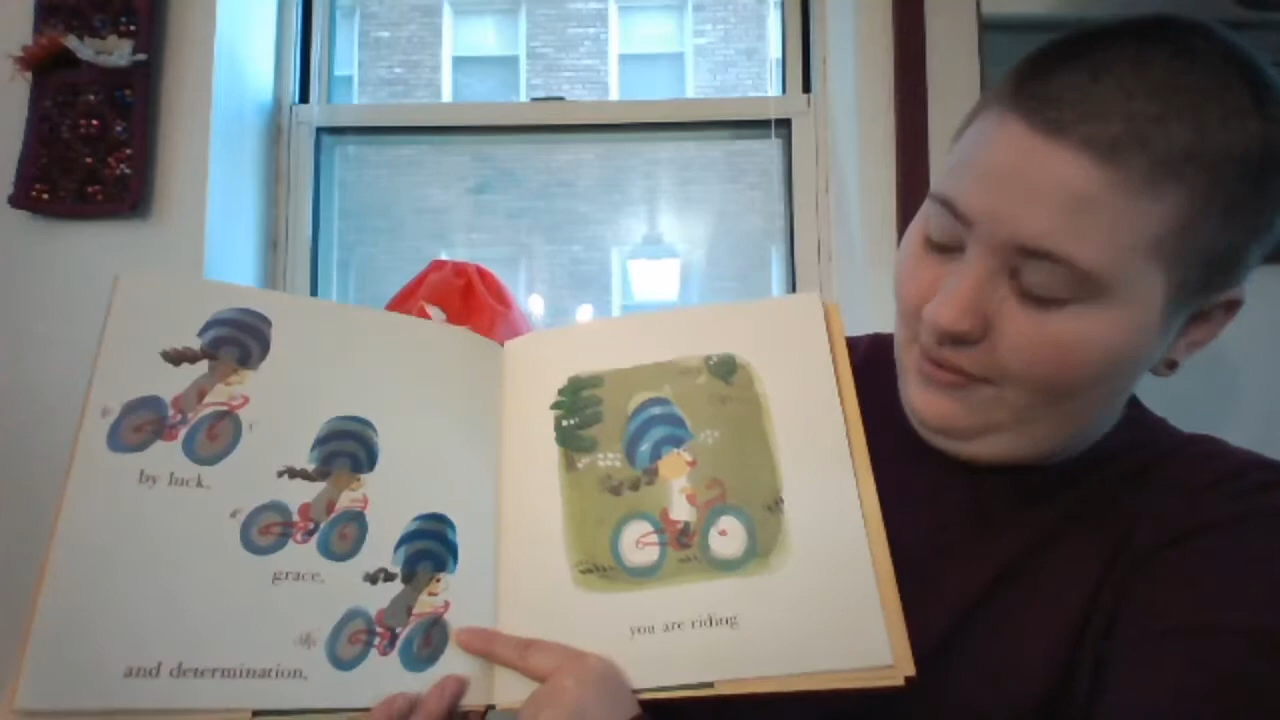 by luck,
grace,
and determination,
you are riding